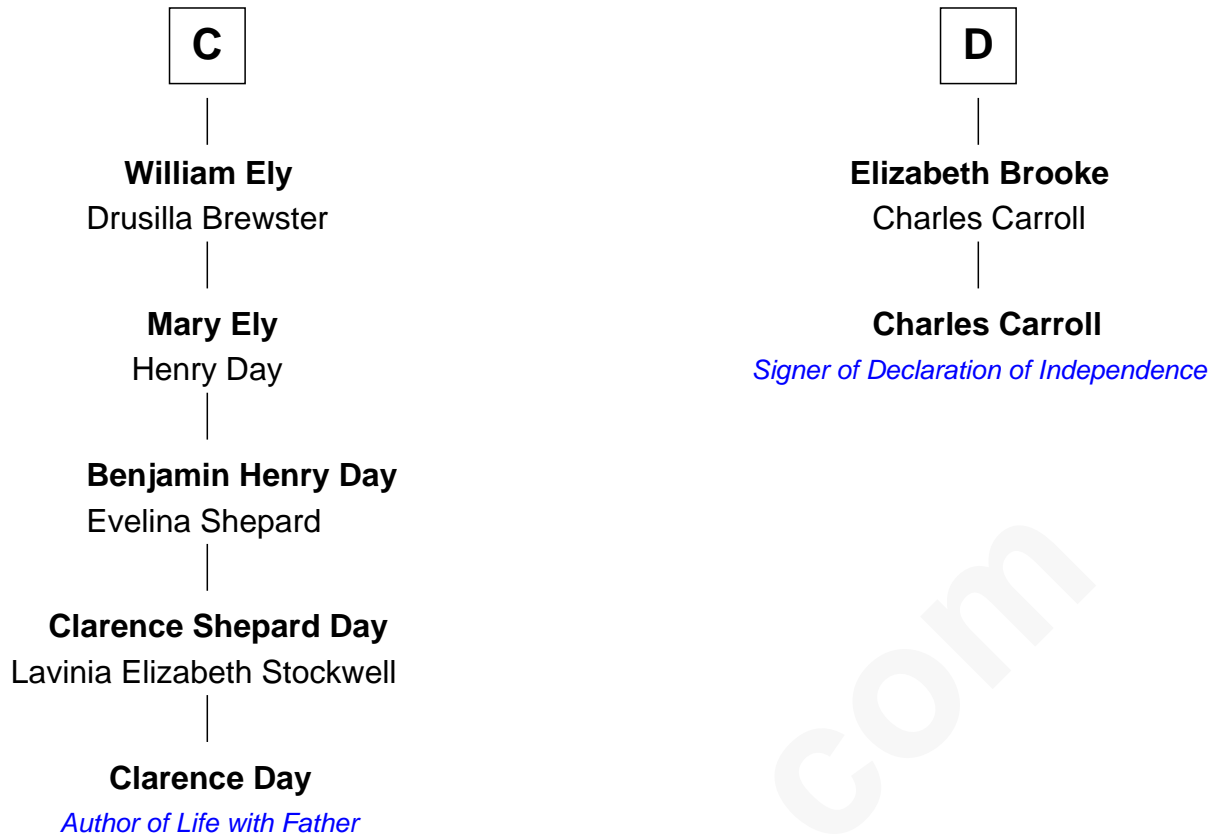 C
William Ely
Drusilla Brewster
Mary Ely
Henry Day
Benjamin Henry Day
Evelina Shepard
Clarence Shepard Day
Lavinia Elizabeth Stockwell
Clarence Day
Author of Life with Father
D
Elizabeth Brooke
Charles Carroll
Charles Carroll
Signer of Declaration of Independence
com